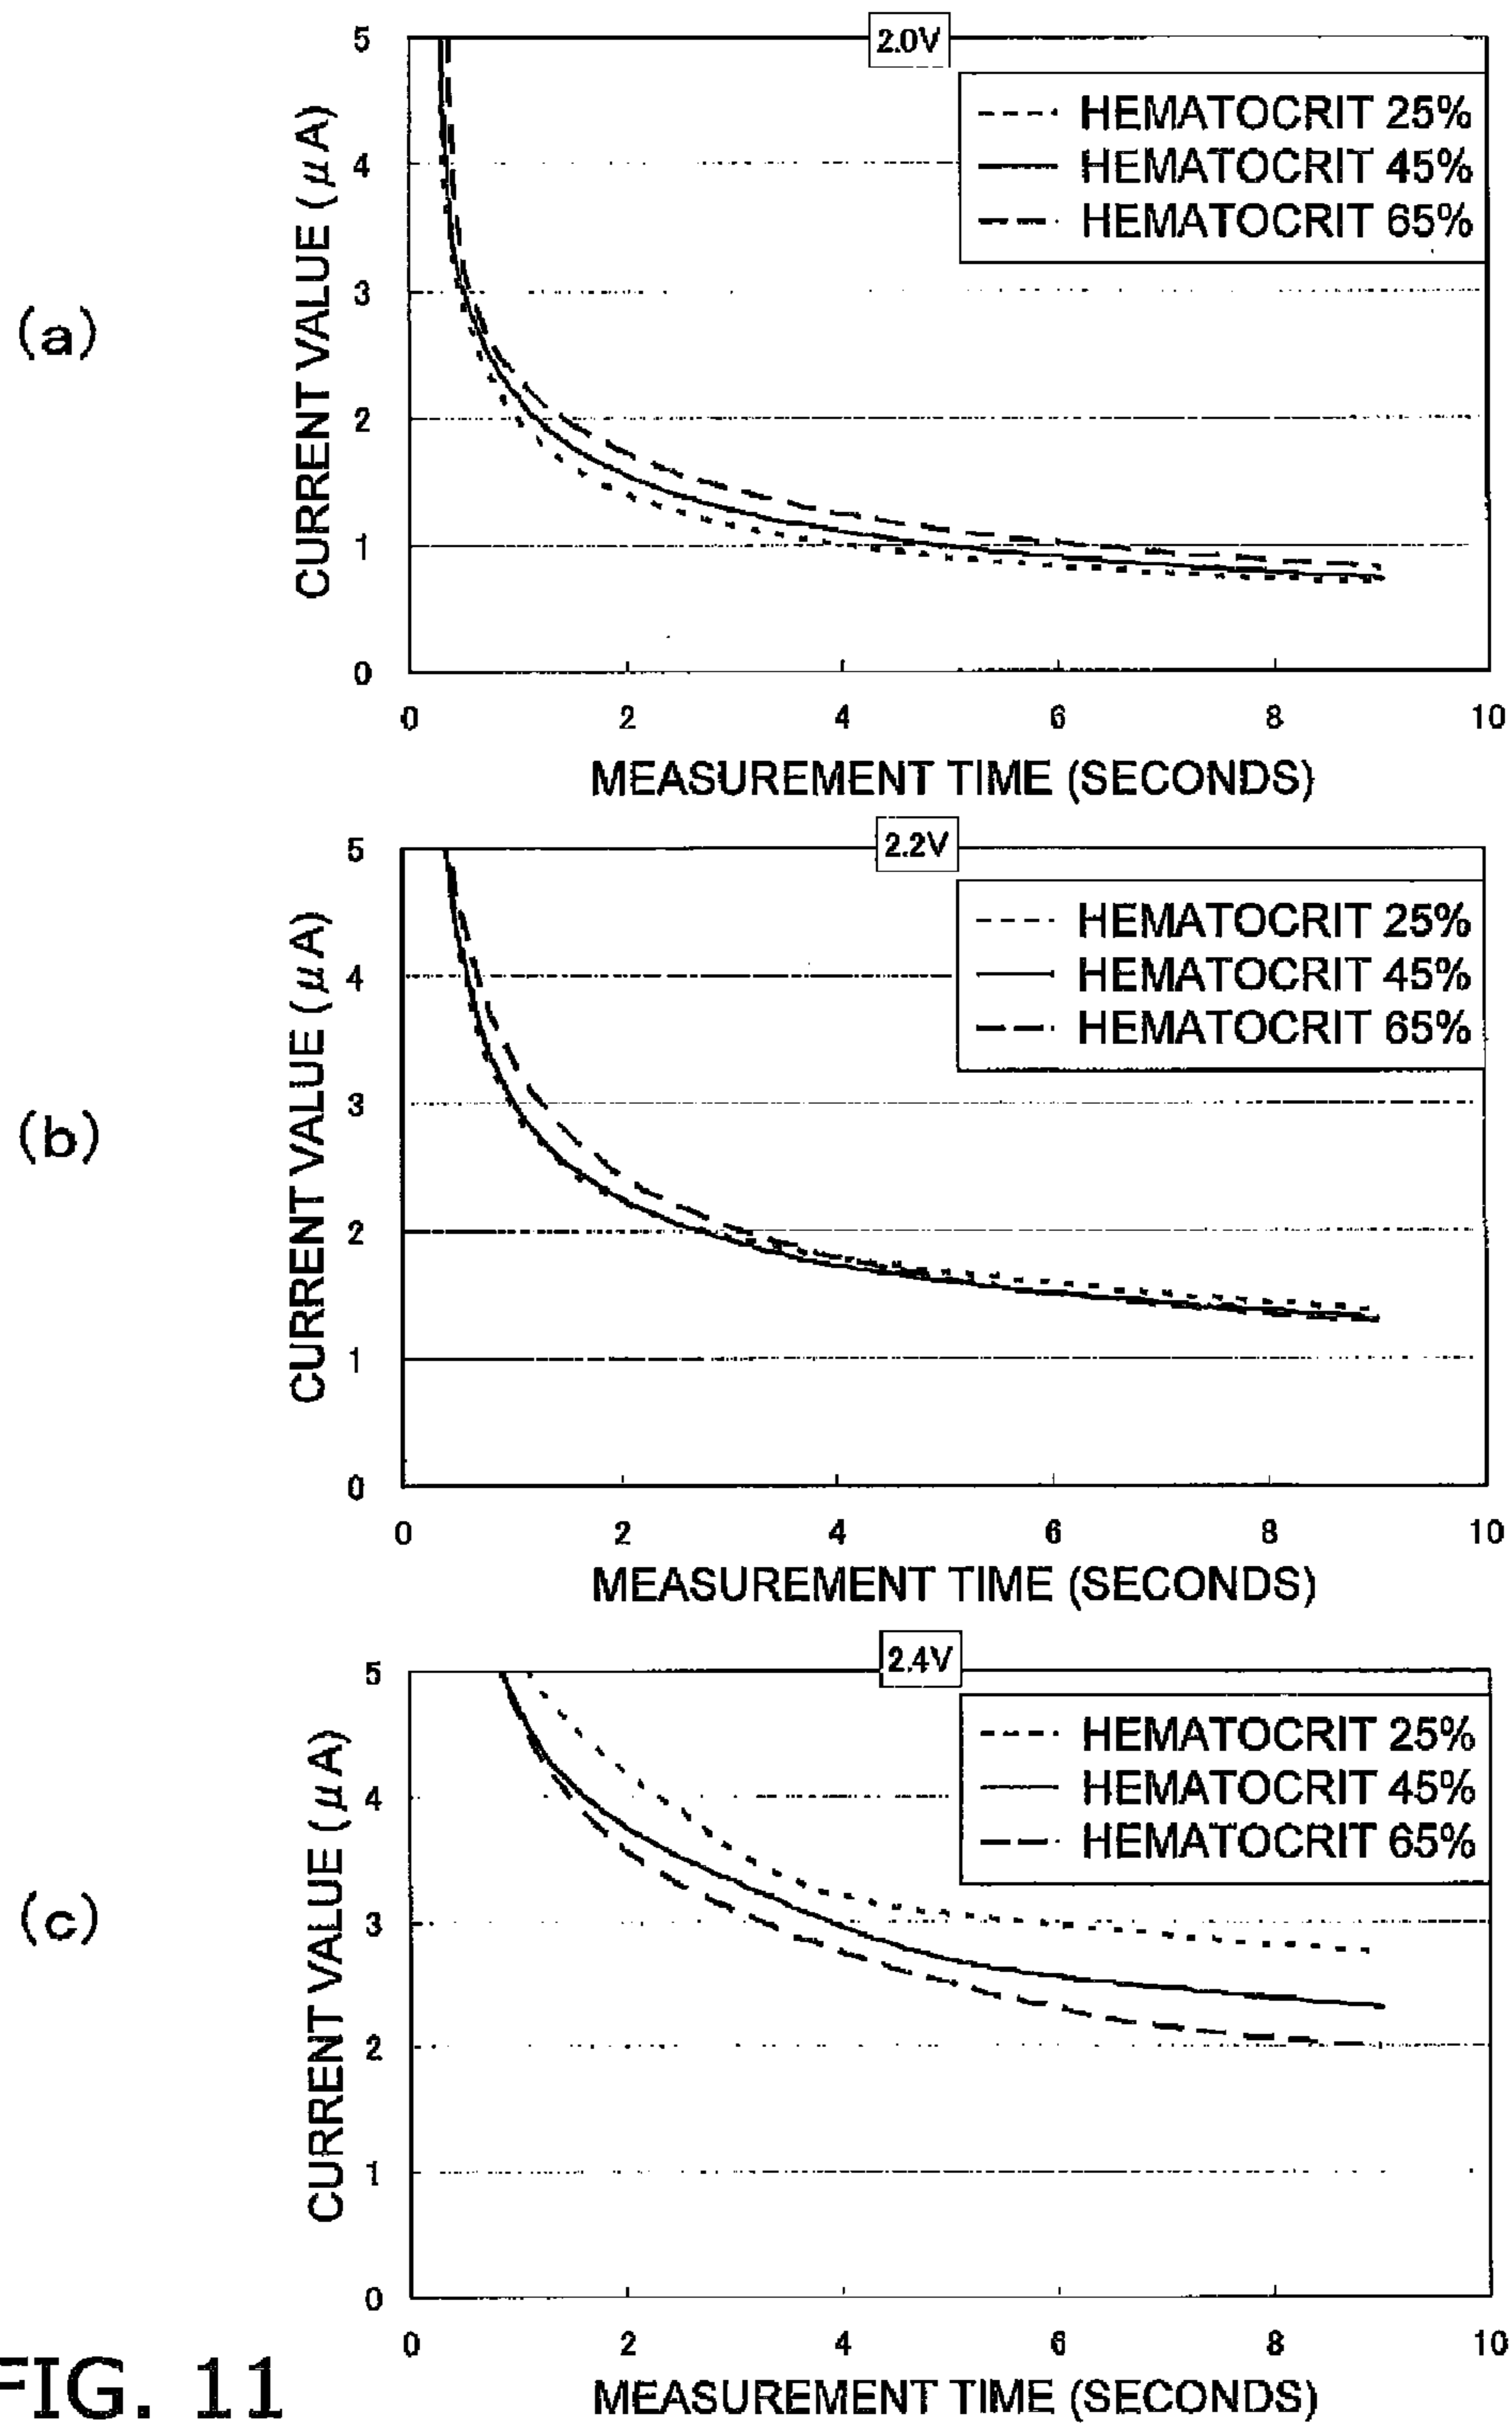 (a)
2.0V
HEMATOCRIT 25%
HEMATOCRIT 45%
HEMATOCRIT 65%
CURRENT VALUE (μA)
5
4
3
2
1
0
0 2 4 6 8 10
MEASUREMENT TIME (SECONDS)
(b)
2.2V
HEMATOCRIT 25%
HEMATOCRIT 45%
HEMATOCRIT 65%
CURRENT VALUE (μA)
5
4
3
2
1
0
0 2 4 6 8 10
MEASUREMENT TIME (SECONDS)
(c)
2.4V
HEMATOCRIT 25%
HEMATOCRIT 45%
HEMATOCRIT 65%
CURRENT VALUE (μA)
5
4
3
2
1
0
0 2 4 6 8 10
MEASUREMENT TIME (SECONDS)
FIG. 11